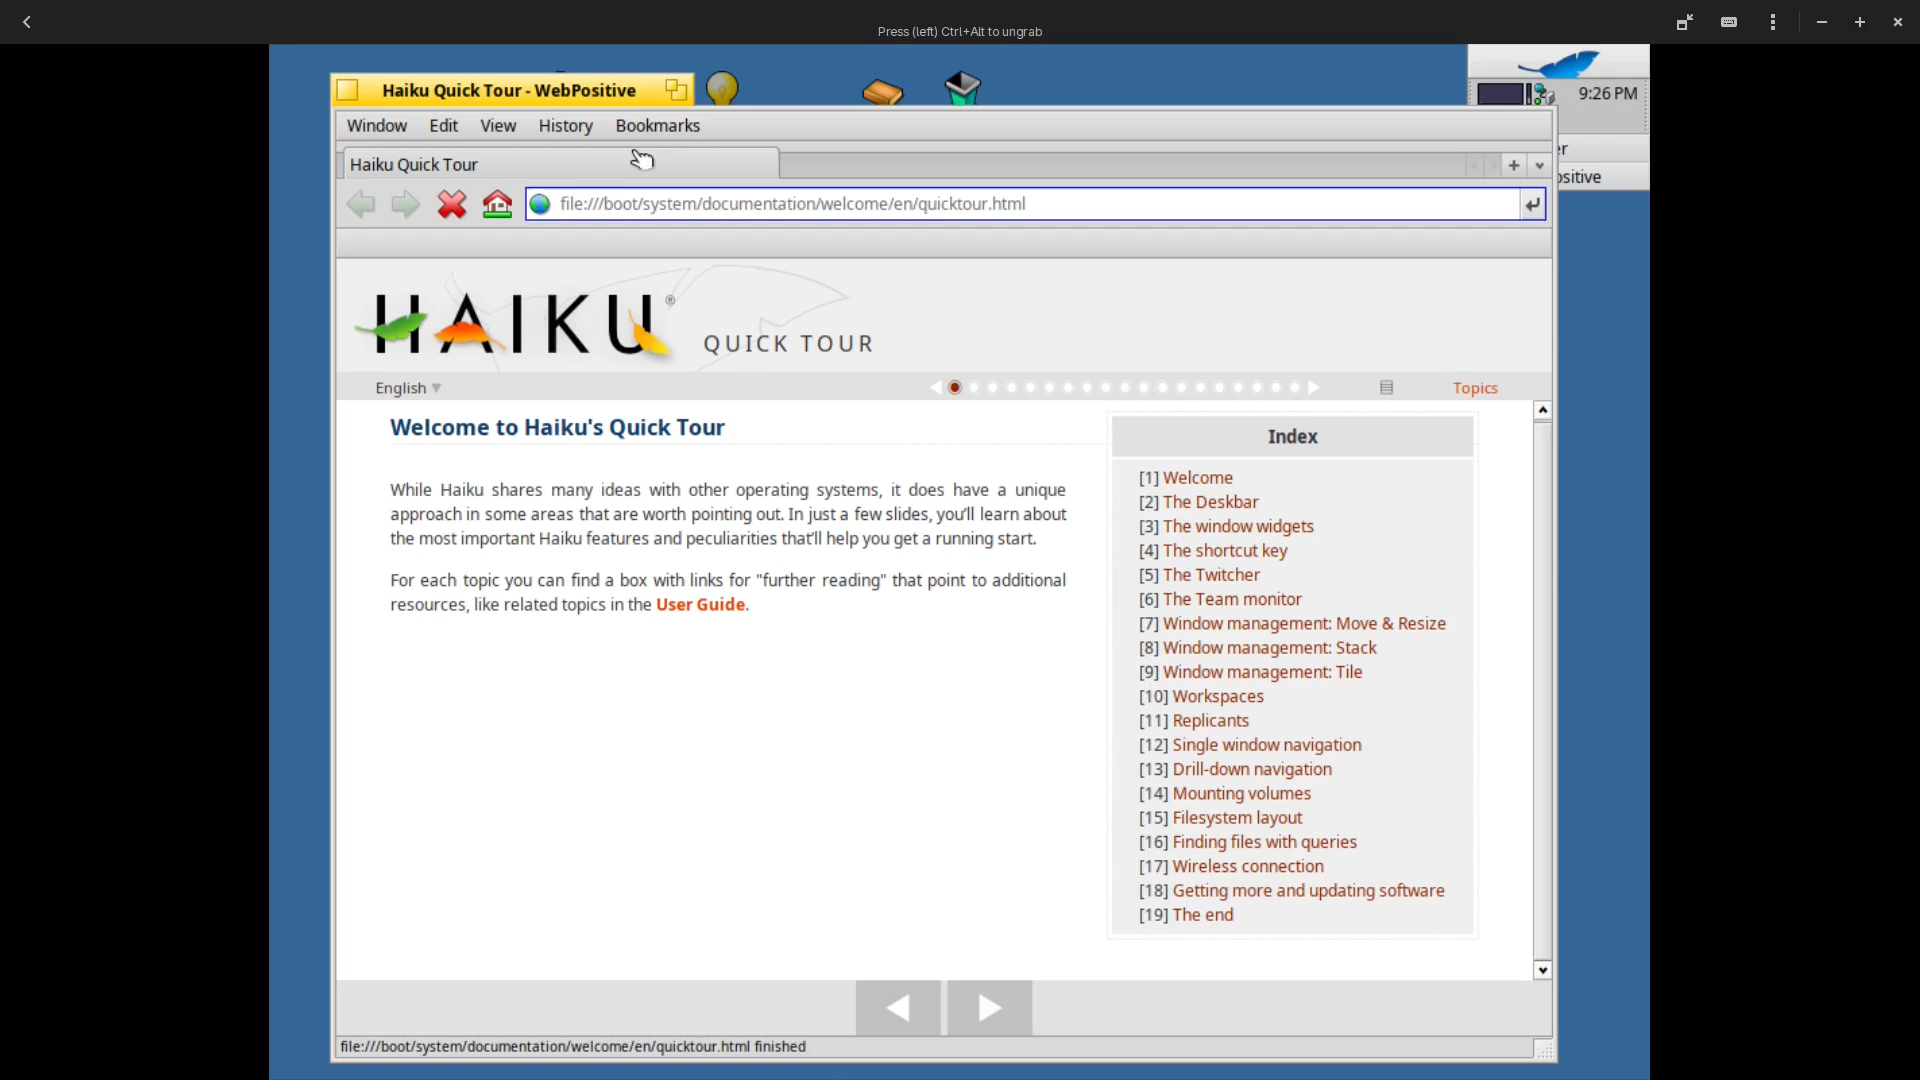 Press (left) Ctrl+Alt to ungrab
Haiku Quick Tour - WebPositive
9:26 PM
Window Edit View History Bookmarks
Haiku Quick Tour
file:///boot/system/documentation/welcome/en/quicktour.html
HAIKU® QUICK TOUR
English
Topics
Welcome to Haiku's Quick Tour
While Haiku shares many ideas with other operating systems, it does have a unique
approach in some areas that are worth pointing out. In just a few slides, you'll learn about
the most important Haiku features and peculiarities that'll help you get a running start.
For each topic you can find a box with links for "further reading" that point to additional
resources, like related topics in the User Guide.
Index
[1] Welcome
[2] The Deskbar
[3] The window widgets
[4] The shortcut key
[5] The Twitcher
[6] The Team monitor
[7] Window management: Move & Resize
[8] Window management: Stack
[9] Window management: Tile
[10] Workspaces
[11] Replicants
[12] Single window navigation
[13] Drill-down navigation
[14] Mounting volumes
[15] Filesystem layout
[16] Finding files with queries
[17] Wireless connection
[18] Getting more and updating software
[19] The end
file:///boot/system/documentation/welcome/en/quicktour.html finished